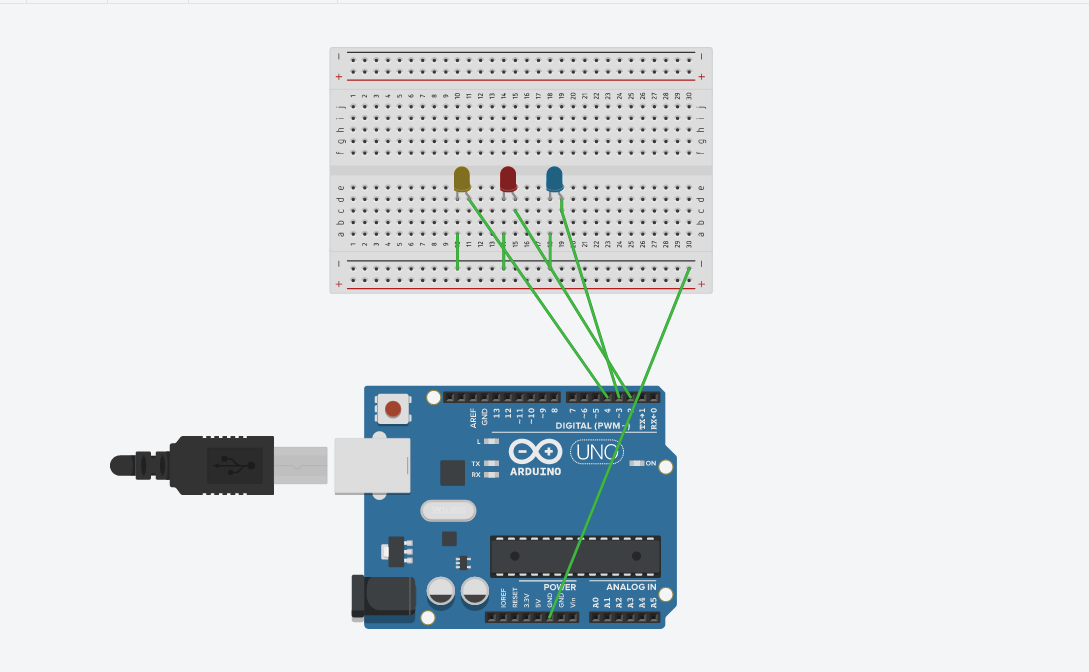 − −
+ +
1 2 3 4 5 6 7 8 9 10 11 12 13 14 15 16 17 18 19 20 21 22 23 24 25 26 27 28 29 30
j j
i i
h h
g g
f f
e e
d d
c c
b b
a a
1 2 3 4 5 6 7 8 9 10 11 12 13 14 15 16 17 18 19 20 21 22 23 24 25 26 27 28 29 30
− −
+ +
AREF GND 13 12 ~11 ~10 ~9 8 7 ~6 ~5 4 ~3 2 TX→1 RX←0
DIGITAL (PWM~)
L
TX
RX
ARDUINO
UNO
ON
POWER
ANALOG IN
IOREF RESET 3.3V 5V GND GND Vin A0 A1 A2 A3 A4 A5